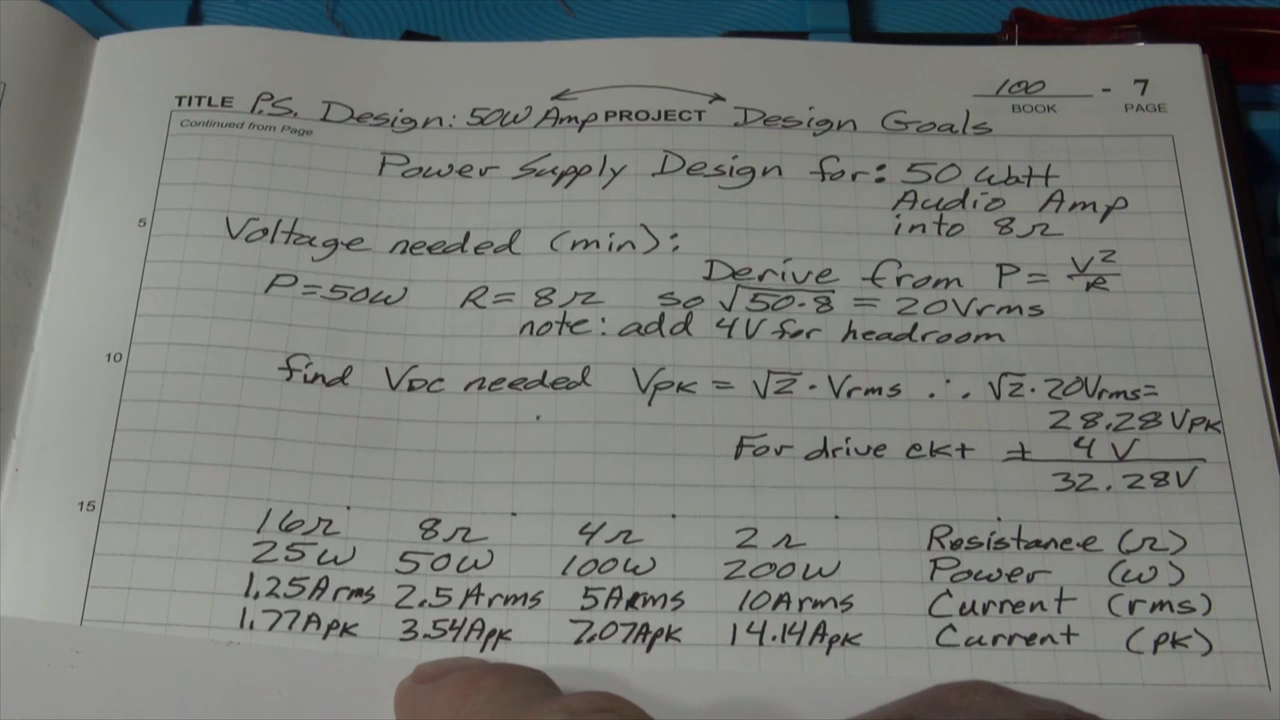 100 - 7
BOOK PAGE
TITLE P.S. Design: 50W Amp PROJECT Design Goals
Continued from Page
Power Supply Design for: 50 Watt
Audio Amp
into 8Ω
5
Voltage needed (min):
Derive from P = V²/R
P=50W R=8Ω so √50·8 = 20Vrms
note: add 4V for headroom
10
find VDC needed VPK = √2 · Vrms ∴ √2·20Vrms=
28.28 VPK
For drive ckt + 4 V
32.28V
15
16Ω 8Ω 4Ω 2Ω Resistance (Ω)
25W 50W 100W 200W Power (W)
1.25Arms 2.5Arms 5Arms 10Arms Current (rms)
1.77Apk 3.54Apk 7.07Apk 14.14Apk Current (pk)